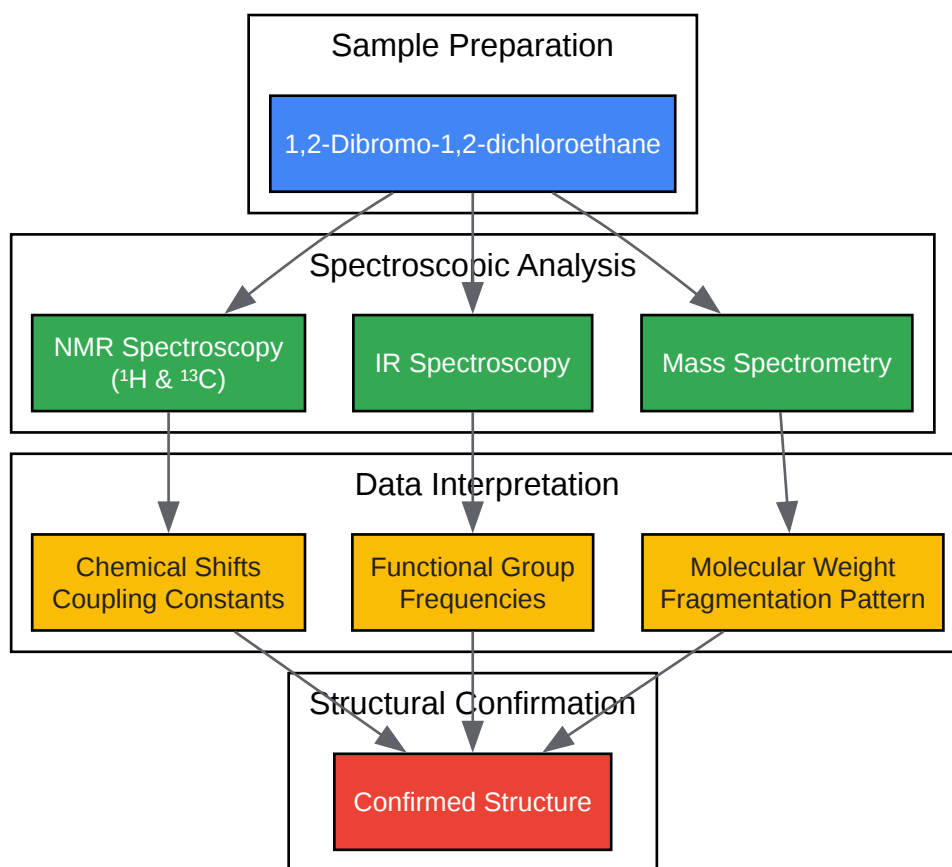 Sample Preparation
1,2-Dibromo-1,2-dichloroethane
Spectroscopic Analysis
NMR Spectroscopy
(¹H & ¹³C)
IR Spectroscopy
Mass Spectrometry
Data Interpretation
Chemical Shifts
Coupling Constants
Functional Group
Frequencies
Molecular Weight
Fragmentation Pattern
Structural Confirmation
Confirmed Structure